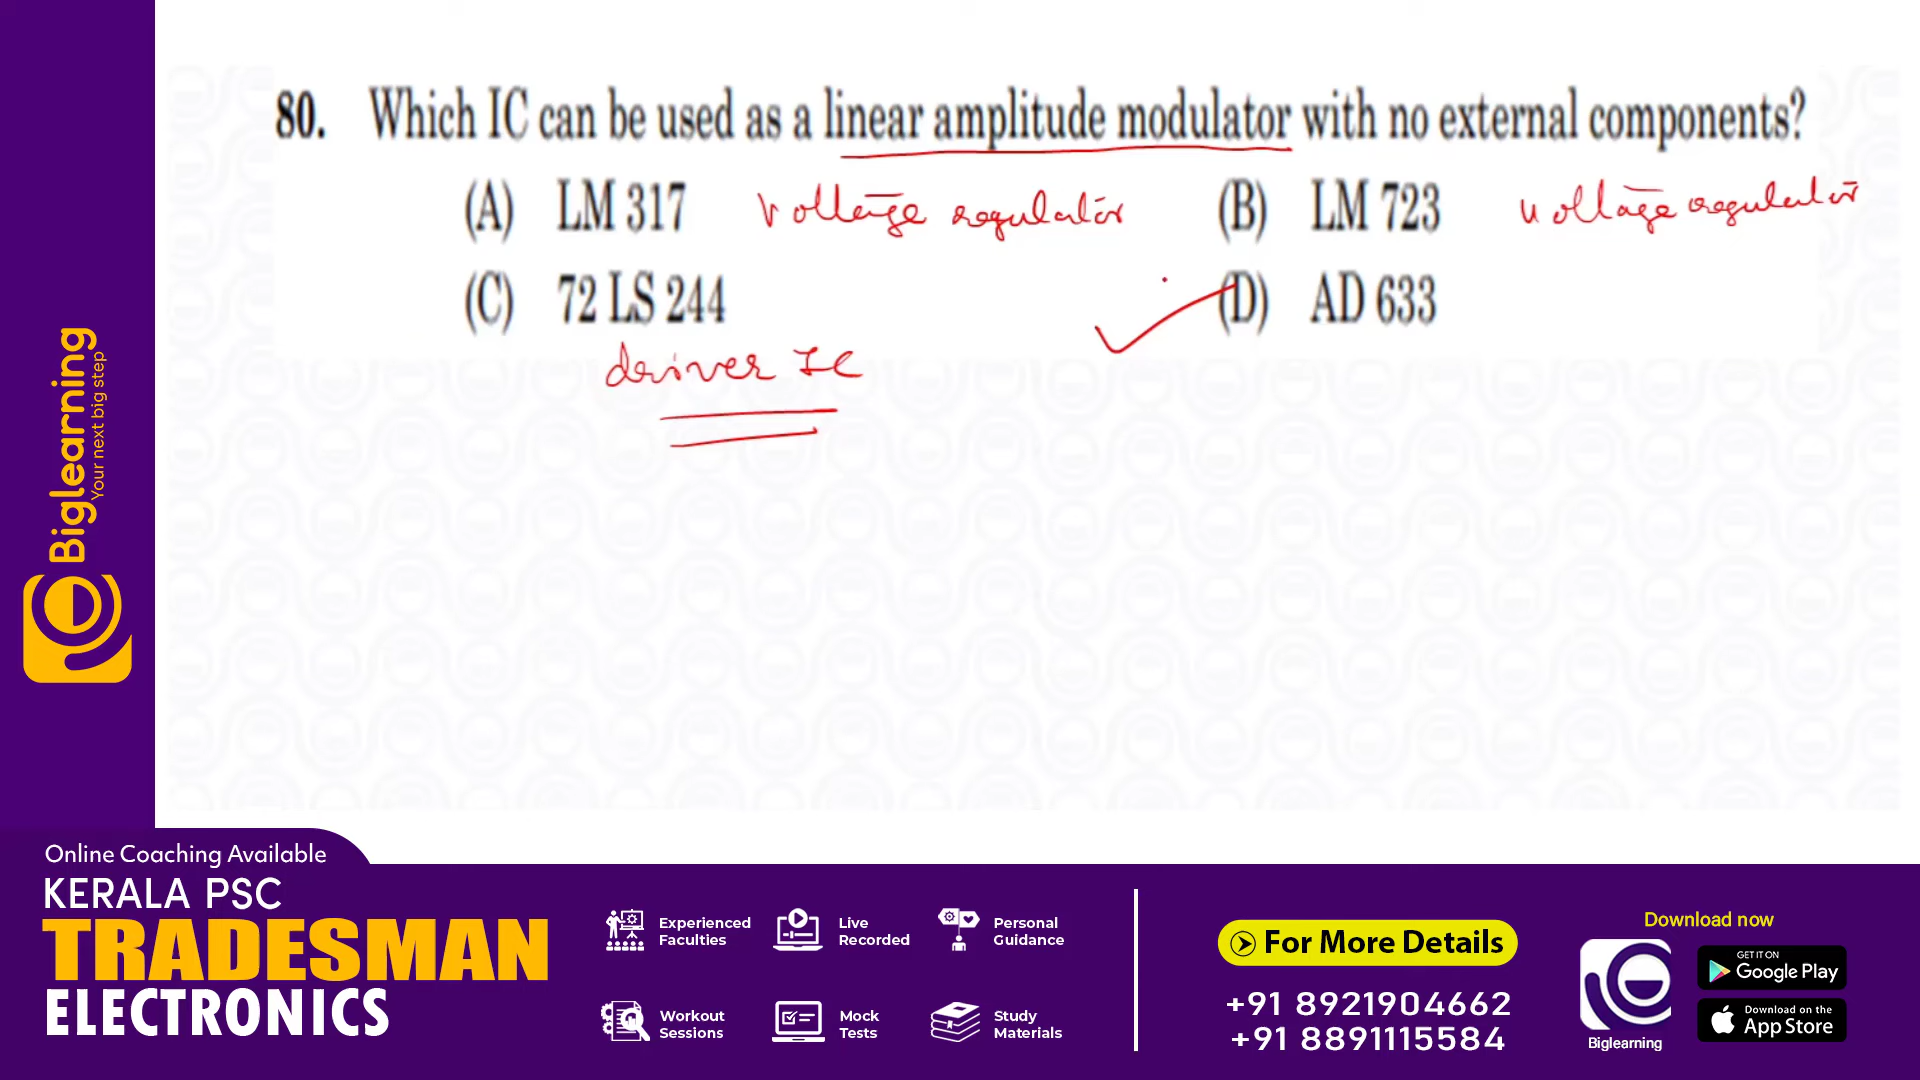 80. Which IC can be used as a linear amplitude modulator with no external components?
(A) LM 317 voltage regulator (B) LM 723 voltage regulator
(C) 72 LS 244 (D) AD 633
driver IC
Biglearning
Your next big step
Online Coaching Available
KERALA PSC
TRADESMAN
ELECTRONICS
Experienced Faculties
Live Recorded
Personal Guidance
Workout Sessions
Mock Tests
Study Materials
For More Details
+91 8921904662
+91 8891115584
Download now
Biglearning
GET IT ON
Google Play
Download on the
App Store